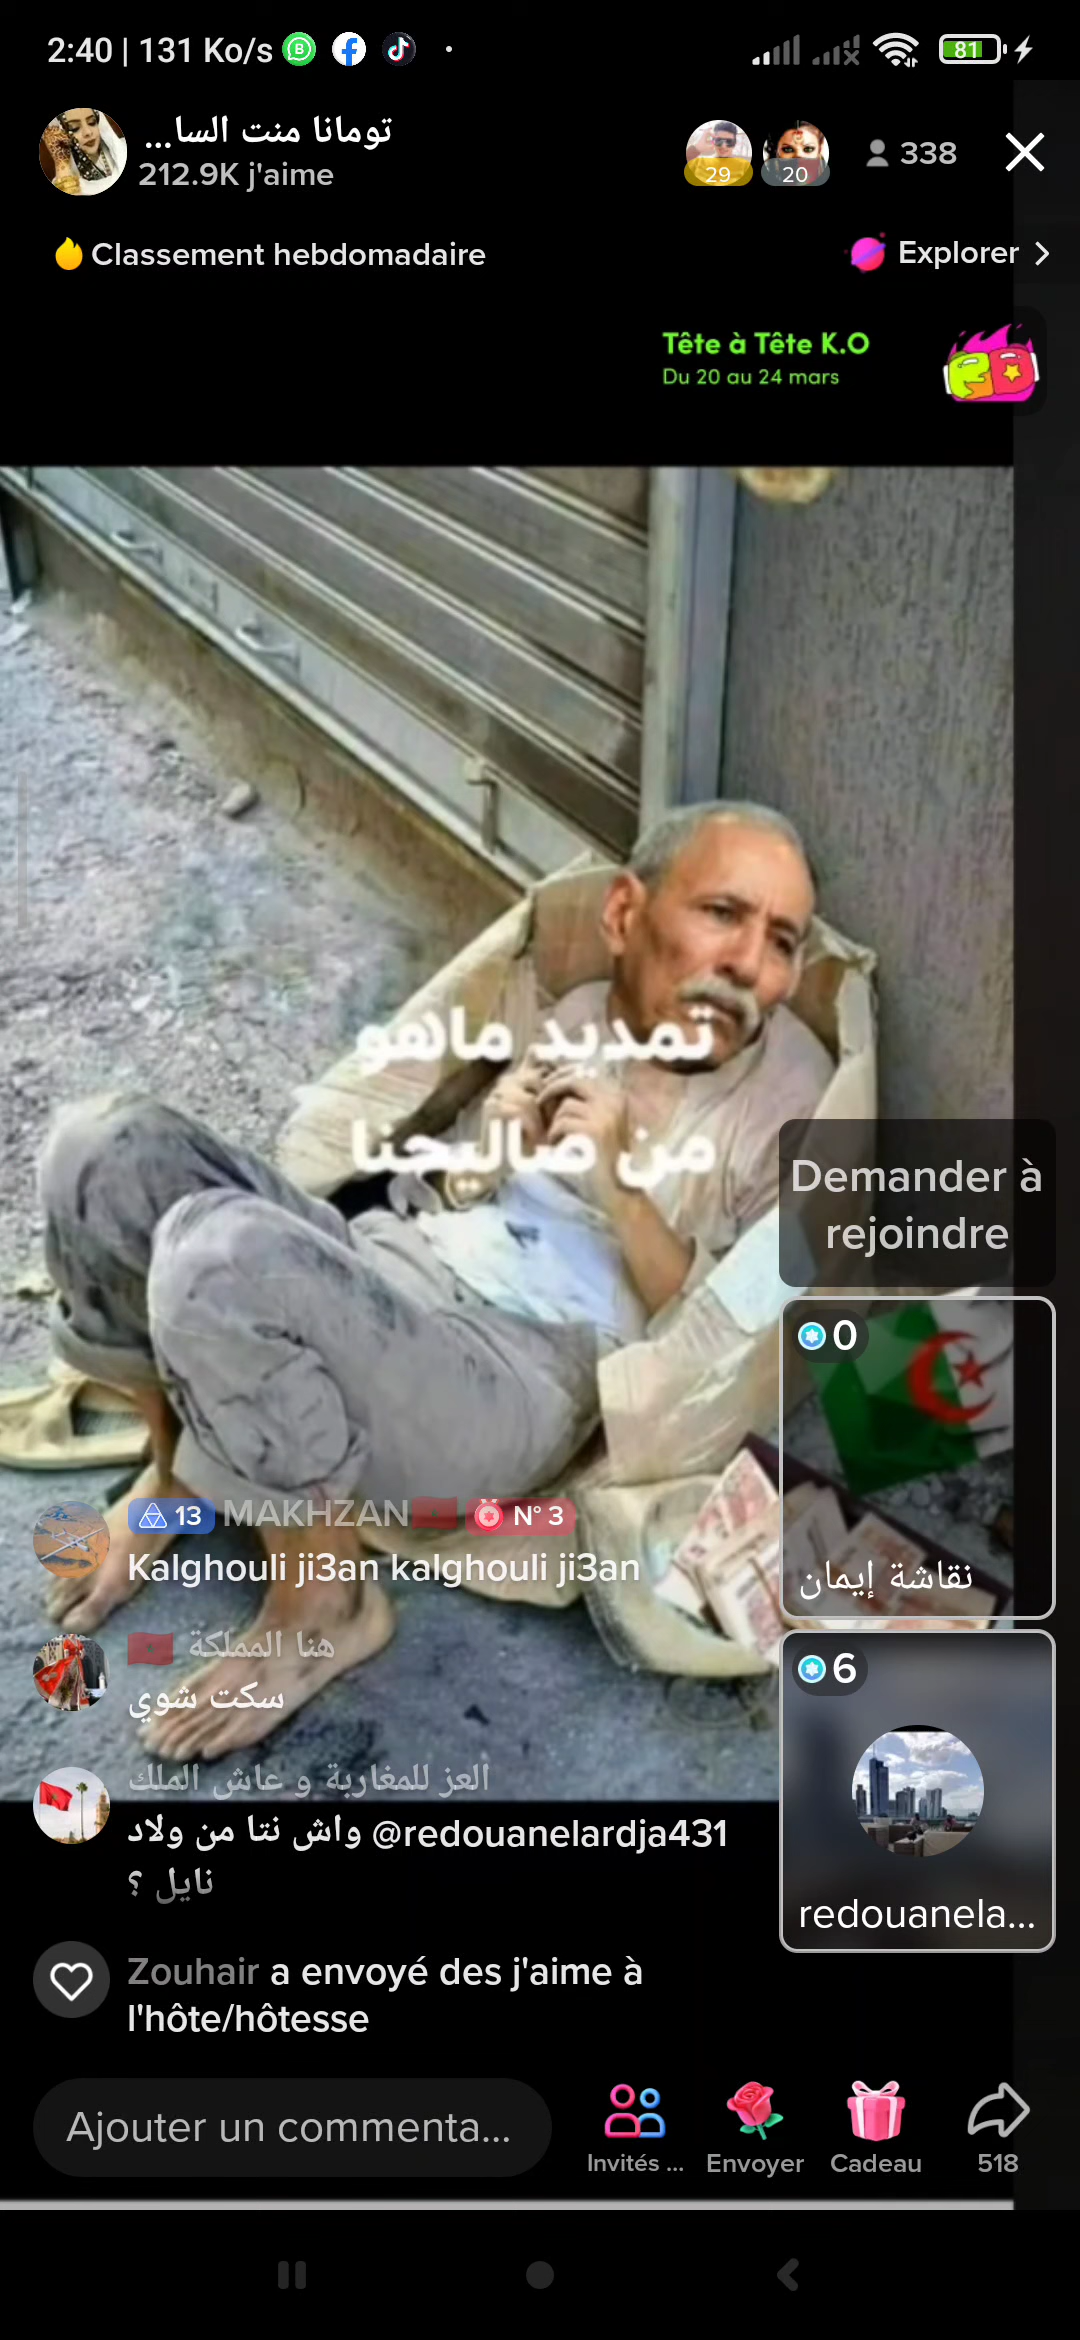 2:40 | 131 Ko/s
81
تومانا منت السا...
212.9K j'aime
29
20
338
Classement hebdomadaire
Explorer
Tête à Tête K.O
Du 20 au 24 mars
تمديد ماهو
من صاليحنا
Demander à
rejoindre
0
نقاشة إيمان
13 MAKHZAN🇲🇦 N° 3
Kalghouli ji3an kalghouli ji3an
هنا المملكة 🇲🇦
سكت شوي
6
العز للمغاربة و عاش الملك
@redouanelardja431 واش نتا من ولاد
نايل ؟
redouanela...
Zouhair a envoyé des j'aime à
l'hôte/hôtesse
Ajouter un commenta...
Invités ...
Envoyer
Cadeau
518